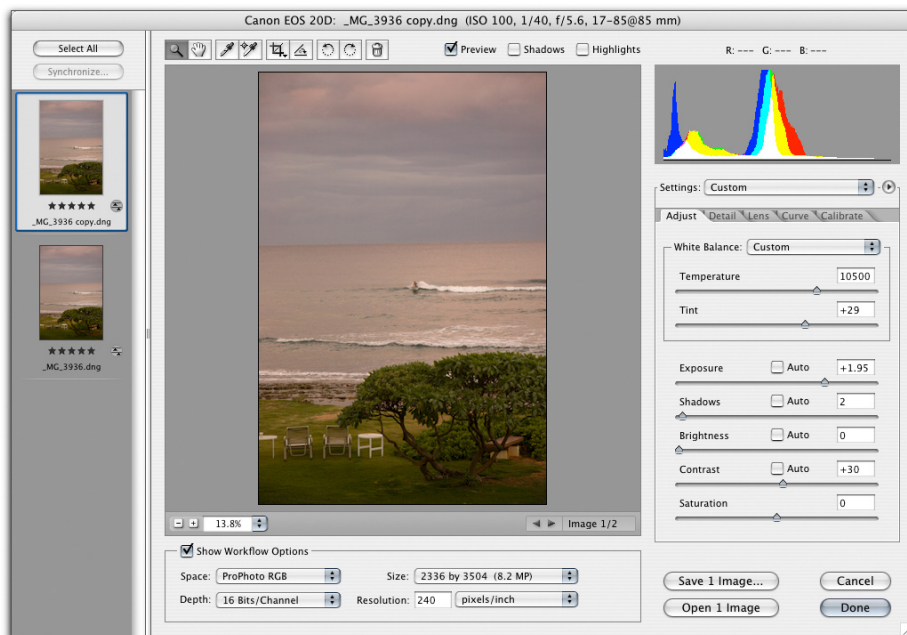 Canon EOS 20D: _MG_3936 copy.dng (ISO 100, 1/40, f/5.6, 17-85@85 mm)
Select All
Synchronize...
_MG_3936 copy.dng
_MG_3936.dng
Preview
Shadows
Highlights
R: --- G: --- B: ---
Settings: Custom
Adjust Detail Lens Curve Calibrate
White Balance: Custom
Temperature 10500
Tint +29
Exposure Auto +1.95
Shadows Auto 2
Brightness Auto 0
Contrast Auto +30
Saturation 0
13.8%
Image 1/2
Show Workflow Options
Space: ProPhoto RGB
Size: 2336 by 3504 (8.2 MP)
Depth: 16 Bits/Channel
Resolution: 240 pixels/inch
Save 1 Image...
Cancel
Open 1 Image
Done